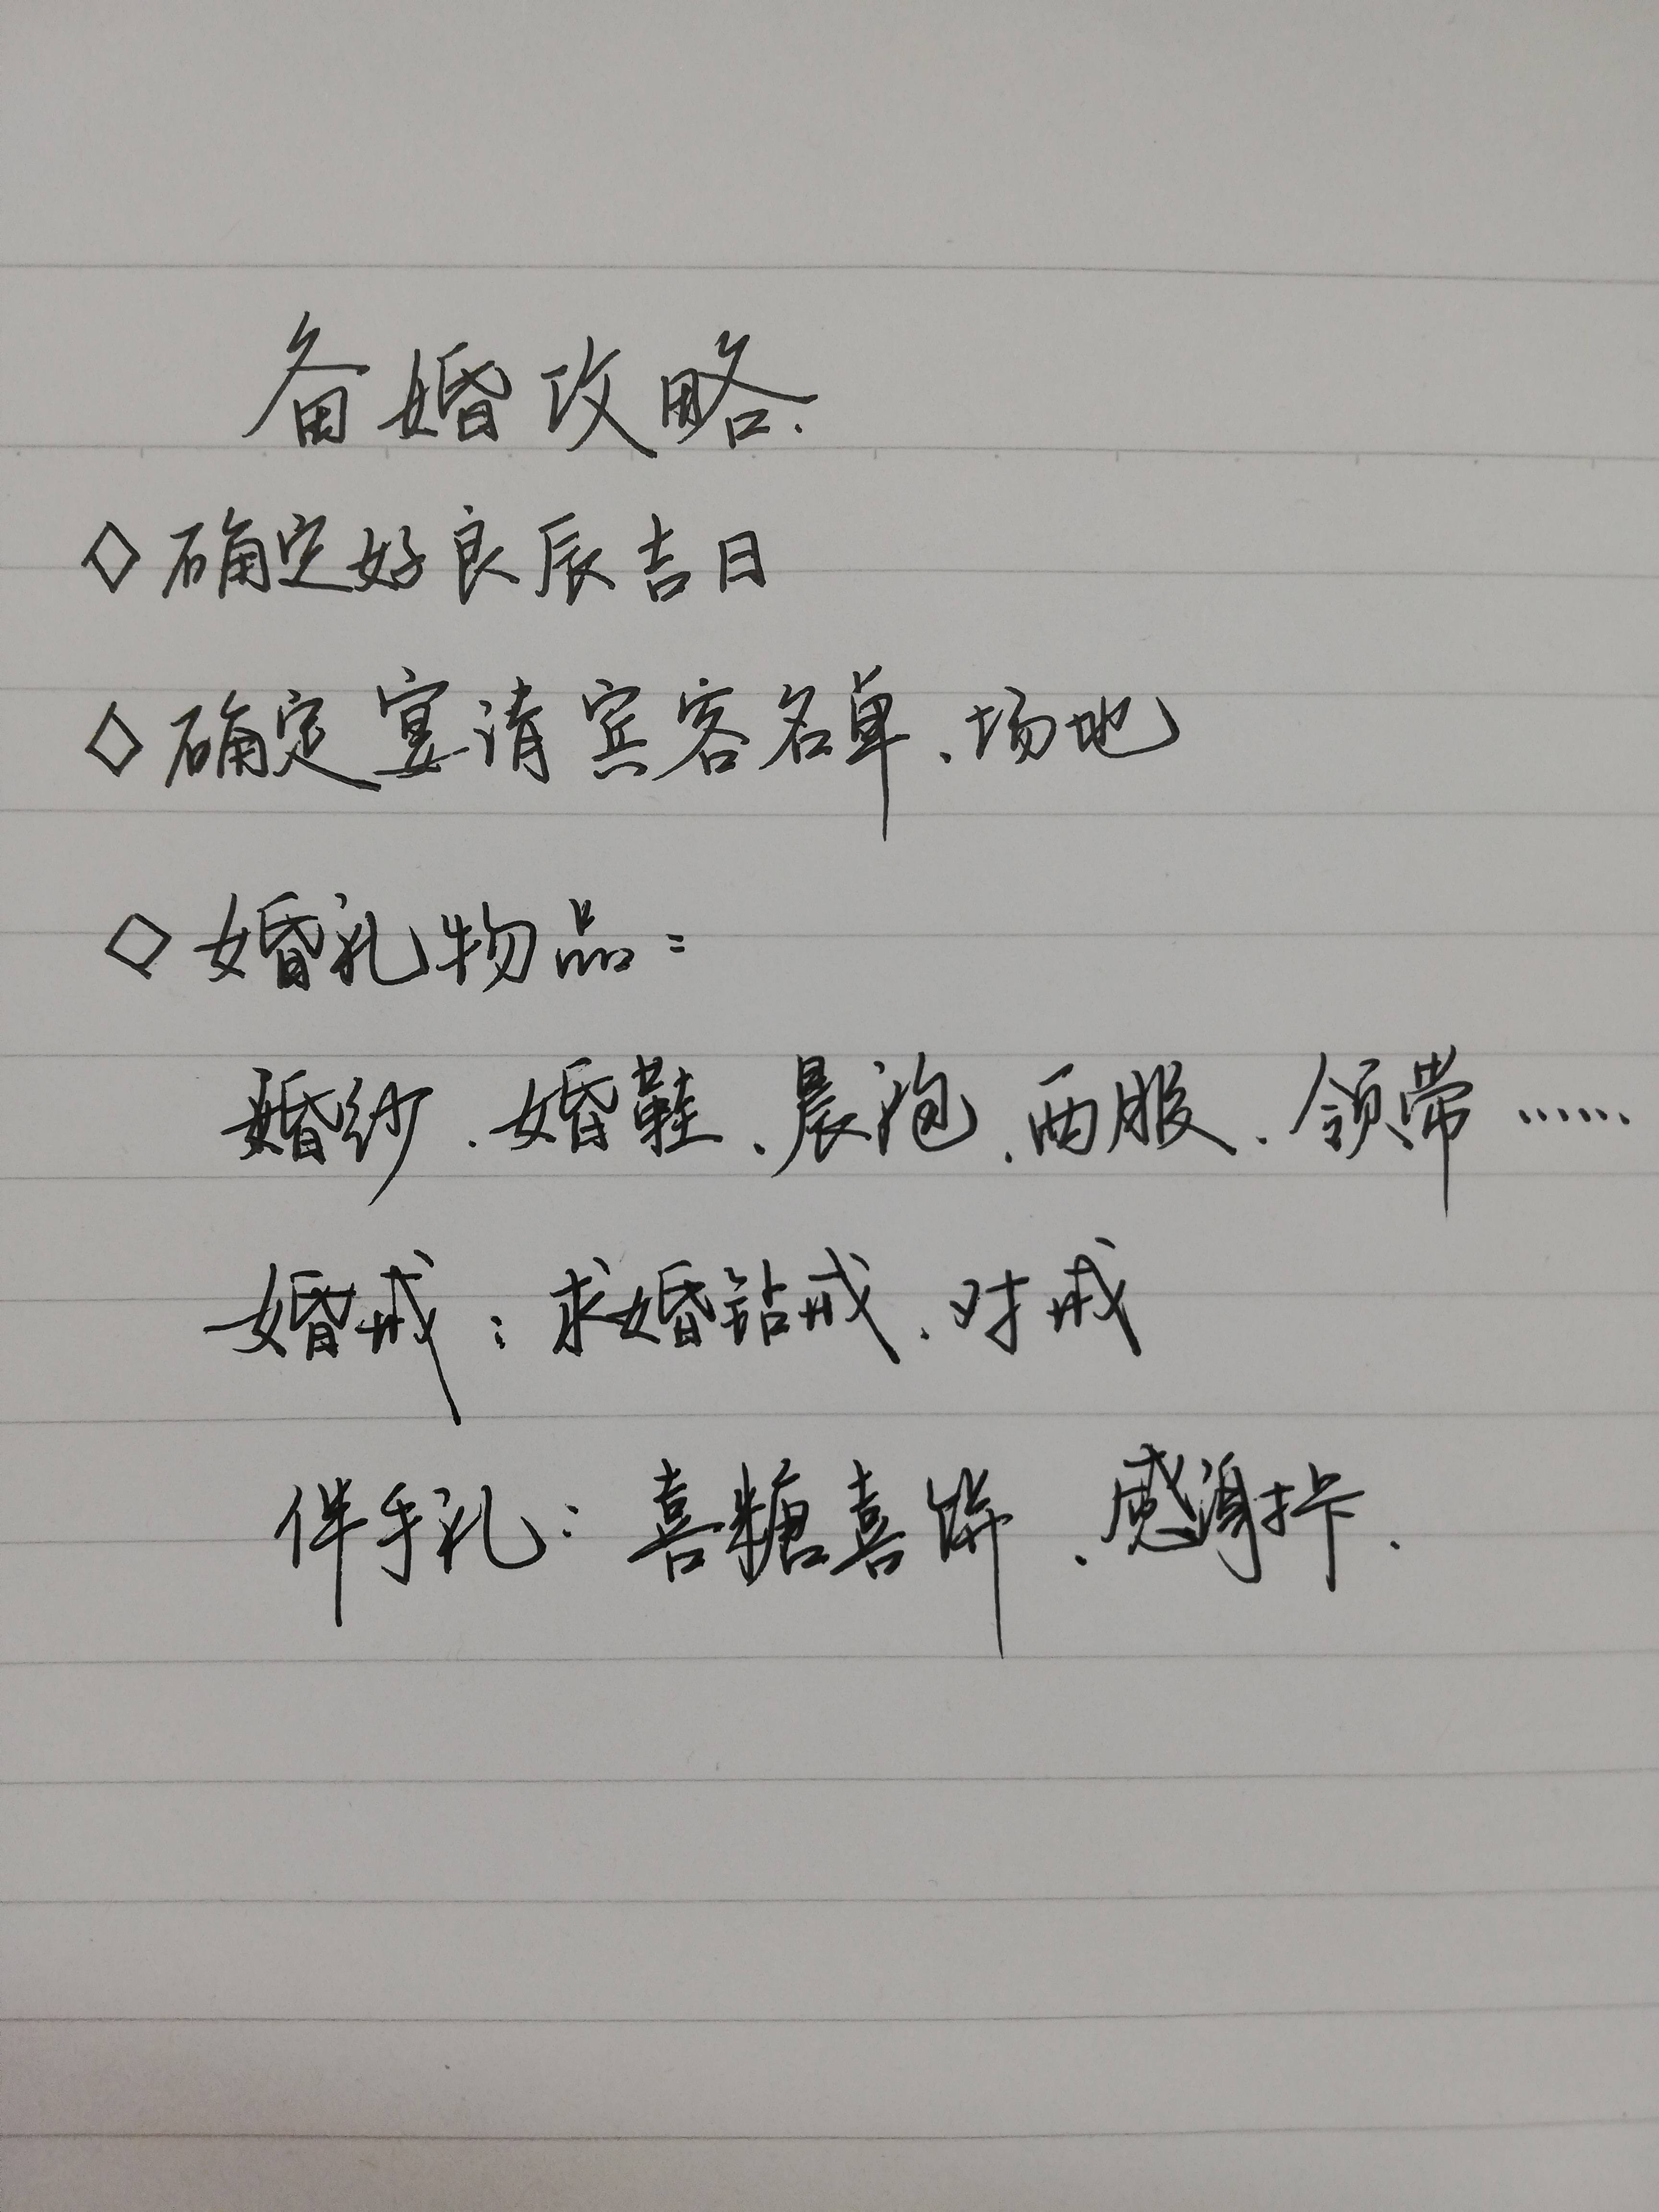 备婚攻略.
◇确定好良辰吉日
◇确定宴请宾客名单、场地
◇婚礼物品:
婚纱、婚鞋、晨袍、西服、领带……
婚戒:求婚钻戒、对戒
伴手礼:喜糖喜饼、感谢卡.